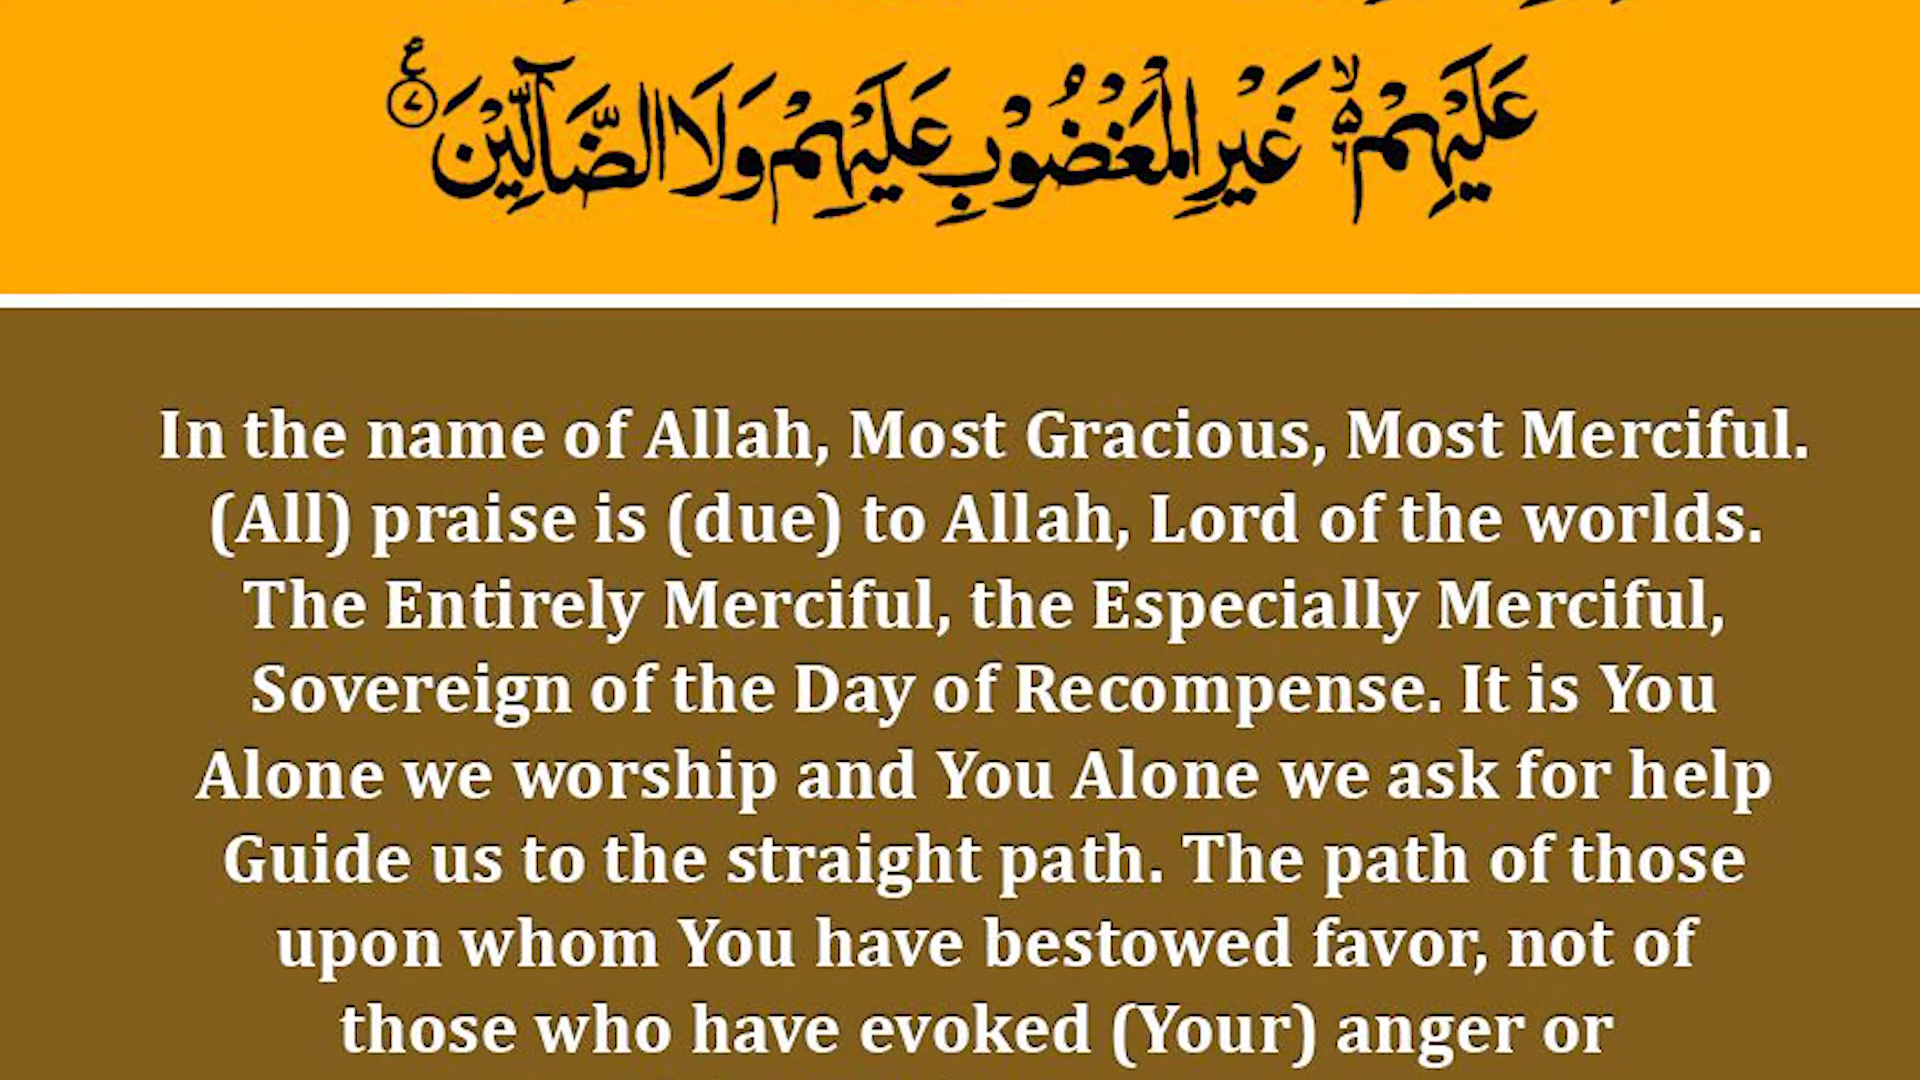 عَلَيْهِمْ ۙ۬ غَيْرِ الْمَغْضُوْبِ عَلَيْهِمْ وَلَا الضَّآلِّيْنَ ۷ ع
In the name of Allah, Most Gracious, Most Merciful.
(All) praise is (due) to Allah, Lord of the worlds.
The Entirely Merciful, the Especially Merciful,
Sovereign of the Day of Recompense. It is You
Alone we worship and You Alone we ask for help
Guide us to the straight path. The path of those
upon whom You have bestowed favor, not of
those who have evoked (Your) anger or